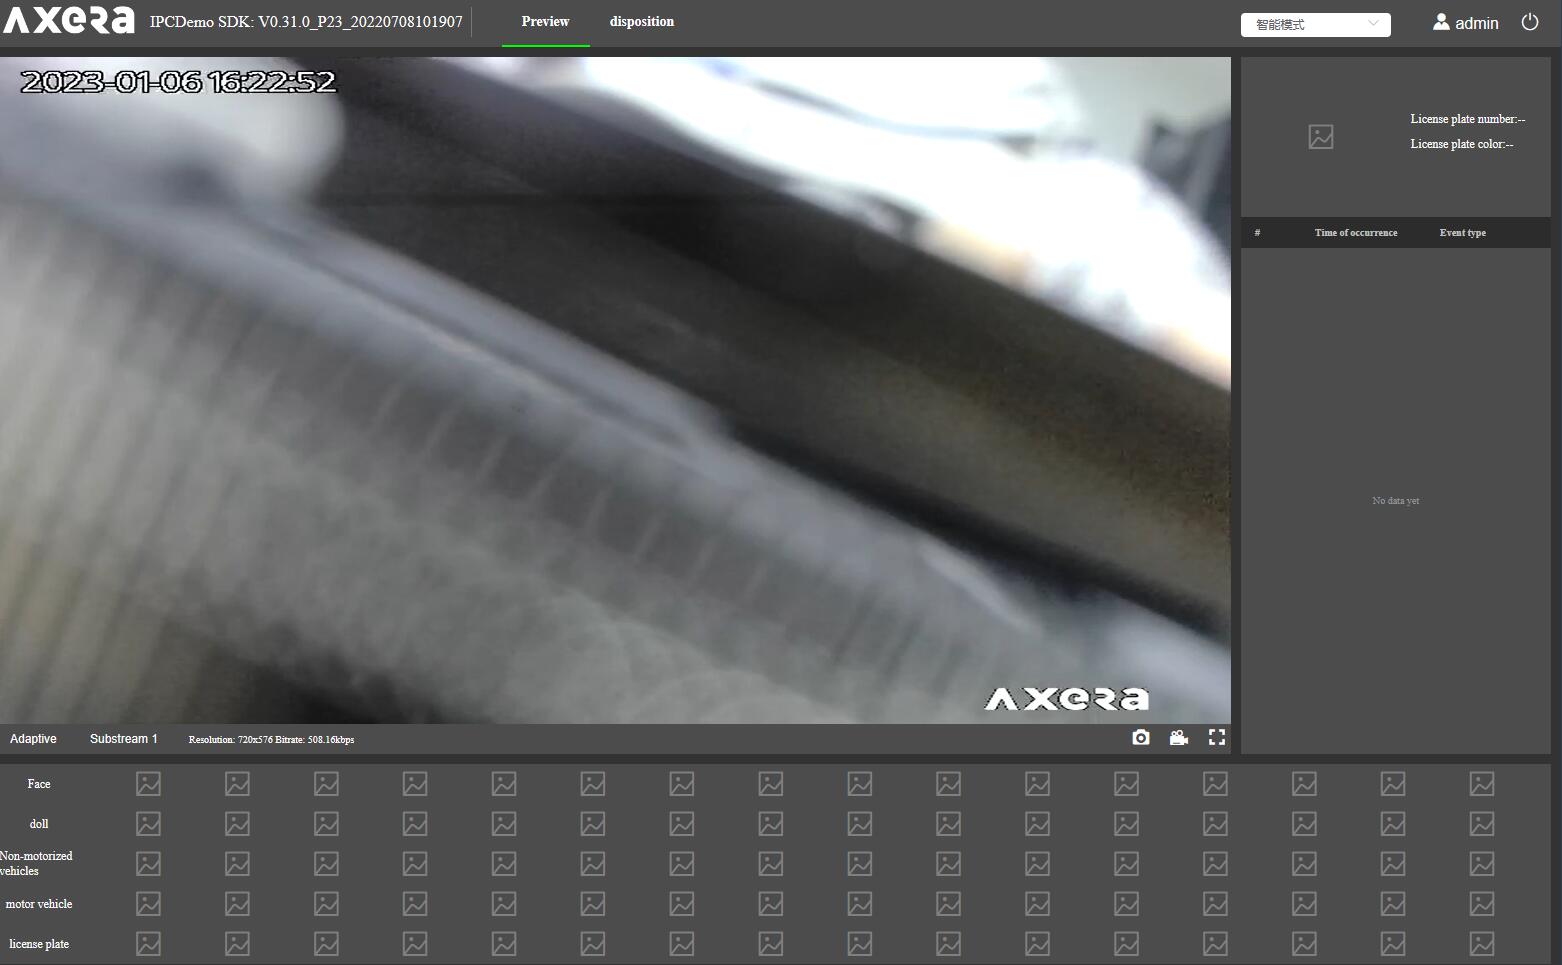 AXERA IPCDemo SDK: V0.31.0_P23_20220708101907 Preview disposition 智能模式 admin
2023-01-06 16:22:52
License plate number:--
License plate color:--
# Time of occurrence Event type
No data yet
AXERA
Adaptive Substream 1 Resolution: 720x576 Bitrate: 508.16kbps
Face
doll
Non-motorized
vehicles
motor vehicle
license plate